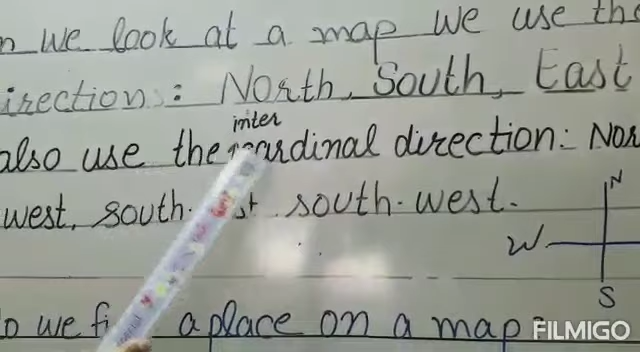 we look at a map we use the
irection: North, South, East
inter
also use the cardinal direction: Nor
west, south. st south.west.
N
W
S
we fi a place on a map
FILMIGO